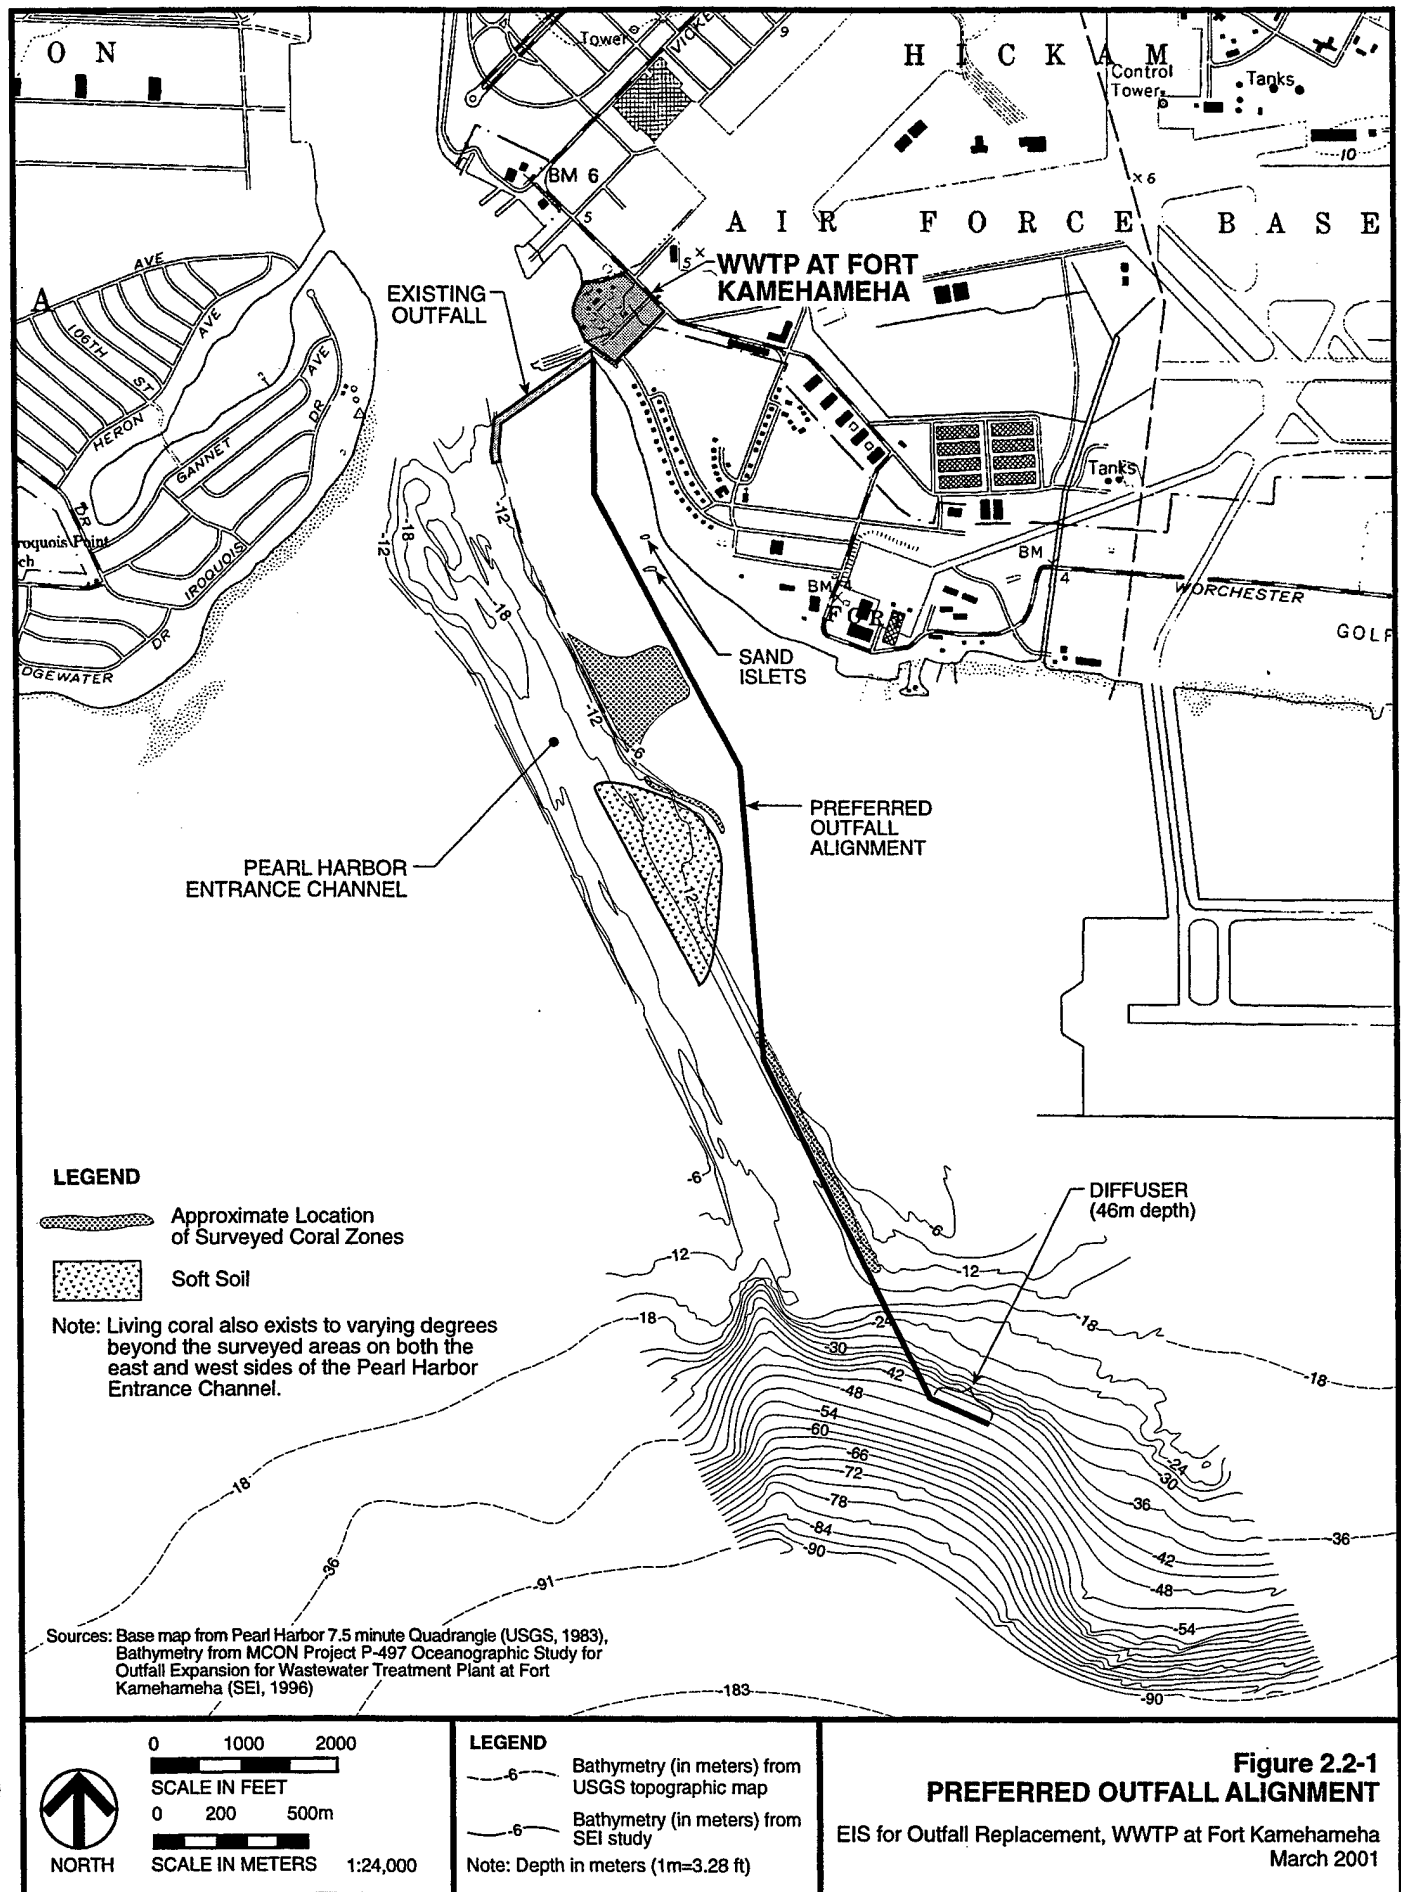 O N
Tower
VICKE
9
H I C K A M
Control
Tower
Tanks
10
BM 6
5
×6
A I R F O R C E B A S E
5
WWTP AT FORT
KAMEHAMEHA
EXISTING
OUTFALL
A
AVE
106TH
ST
AVE
HERON
GANNET
AVE
DR
DR
IROQUOIS
DR
roquois Point
ch
DGEWATER
-12
-18
-12
-18
Tanks
BM
4
WORCHESTER
BM
F O R
GOLF
SAND
ISLETS
-12
-6
PREFERRED
OUTFALL
ALIGNMENT
PEARL HARBOR
ENTRANCE CHANNEL
-12
-6
DIFFUSER
(46m depth)
LEGEND
Approximate Location
of Surveyed Coral Zones
Soft Soil
Note: Living coral also exists to varying degrees
beyond the surveyed areas on both the
east and west sides of the Pearl Harbor
Entrance Channel.
-6
-12
-12
-18
-18
-24
-30
-42
-48
-54
-60
-66
-72
-78
-84
-90
-18
-18
-24
-30
-36
-36
-42
-48
-54
-90
-36
-91
-183
Sources: Base map from Pearl Harbor 7.5 minute Quadrangle (USGS, 1983),
Bathymetry from MCON Project P-497 Oceanographic Study for
Outfall Expansion for Wastewater Treatment Plant at Fort
Kamehameha (SEI, 1996)
NORTH
0 1000 2000
SCALE IN FEET
0 200 500m
SCALE IN METERS 1:24,000
LEGEND
-6 Bathymetry (in meters) from
USGS topographic map
-6 Bathymetry (in meters) from
SEI study
Note: Depth in meters (1m=3.28 ft)
Figure 2.2-1
PREFERRED OUTFALL ALIGNMENT
EIS for Outfall Replacement, WWTP at Fort Kamehameha
March 2001